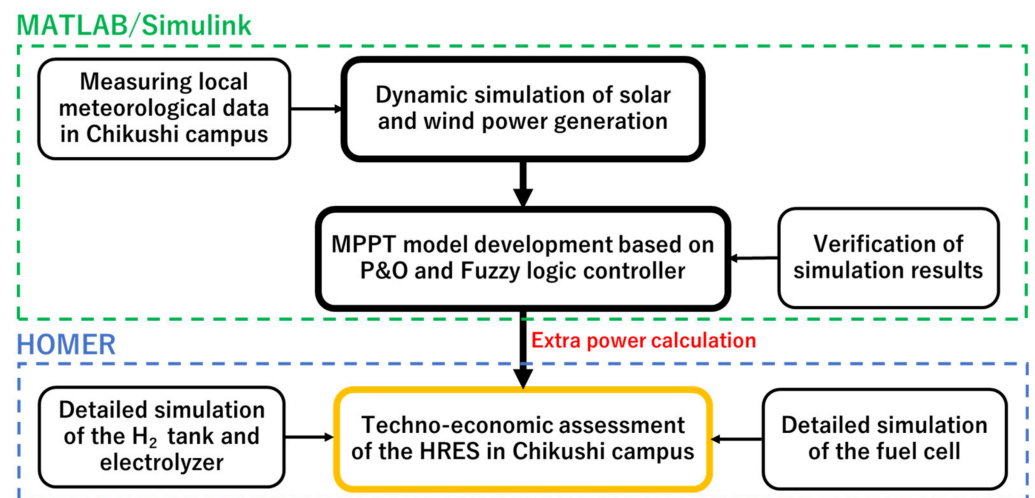 MATLAB/Simulink
Measuring local
meteorological data
in Chikushi campus
Dynamic simulation of solar
and wind power generation
MPPT model development based on
P&O and Fuzzy logic controller
Verification of
simulation results
Extra power calculation
HOMER
Detailed simulation
of the H₂ tank and
electrolyzer
Techno-economic assessment
of the HRES in Chikushi campus
Detailed simulation
of the fuel cell